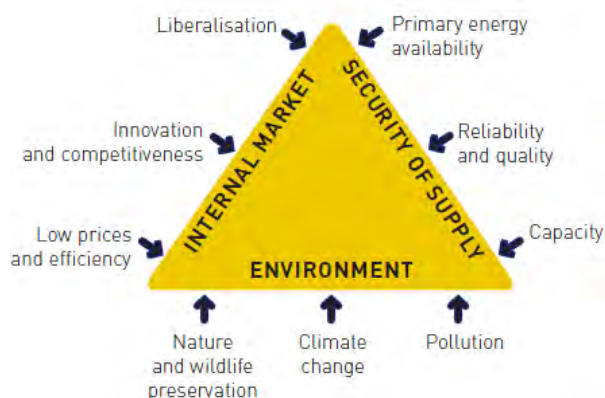 Liberalisation
Primary energy
availability
INTERNAL MARKET
SECURITY OF SUPPLY
Innovation
and competitiveness
Reliability
and quality
Low prices
and efficiency
Capacity
ENVIRONMENT
Nature
and wildlife
preservation
Climate
change
Pollution